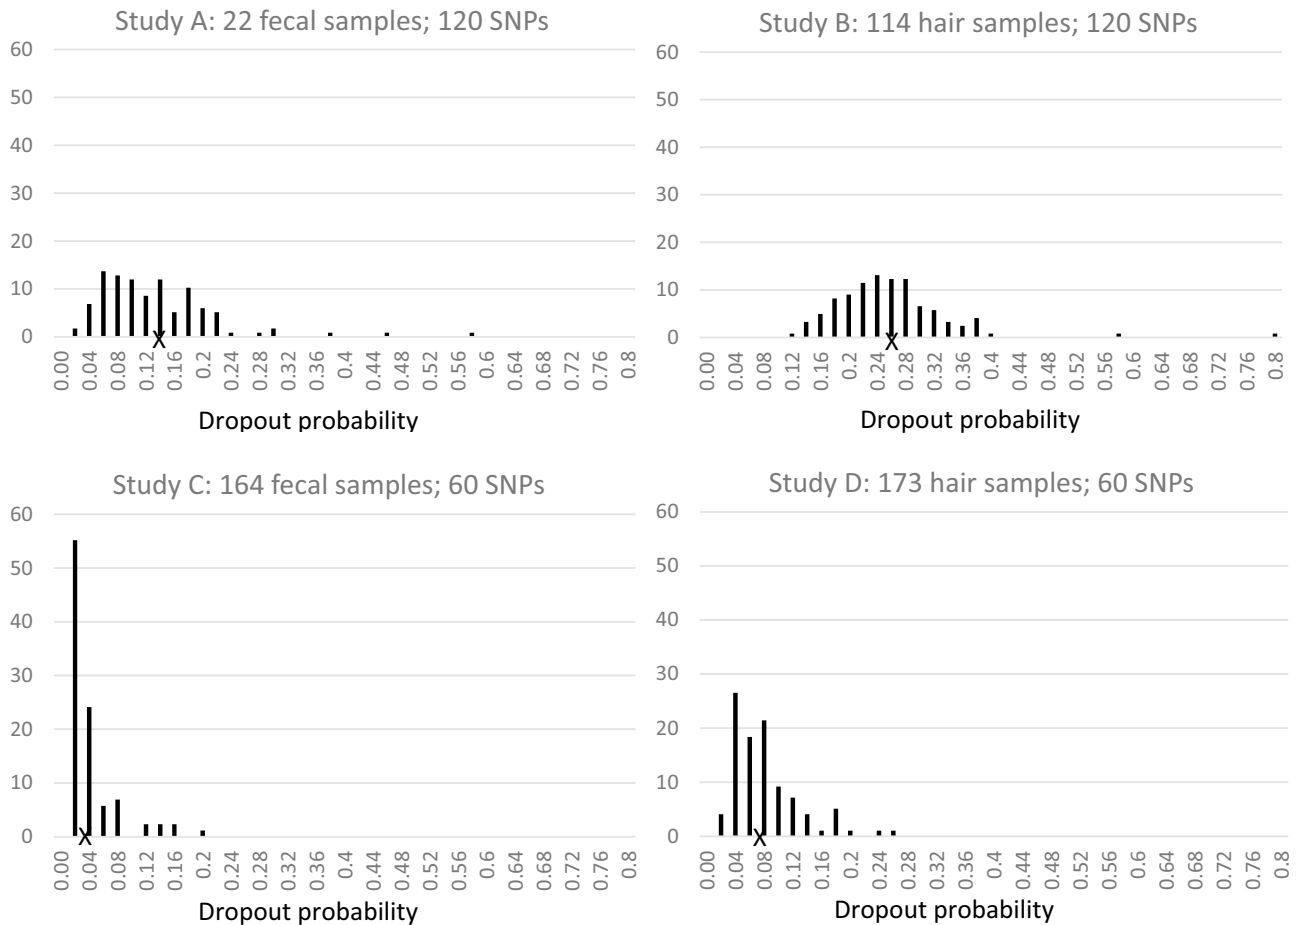 Study A: 22 fecal samples; 120 SNPs
60
50
40
30
20
10
0
X
0.00 0.04 0.08 0.12 0.16 0.2 0.24 0.28 0.32 0.36 0.4 0.44 0.48 0.52 0.56 0.6 0.64 0.68 0.72 0.76 0.8
Dropout probability
Study B: 114 hair samples; 120 SNPs
60
50
40
30
20
10
0
X
0.00 0.04 0.08 0.12 0.16 0.2 0.24 0.28 0.32 0.36 0.4 0.44 0.48 0.52 0.56 0.6 0.64 0.68 0.72 0.76 0.8
Dropout probability
Study C: 164 fecal samples; 60 SNPs
60
50
40
30
20
10
0
X
0.00 0.04 0.08 0.12 0.16 0.2 0.24 0.28 0.32 0.36 0.4 0.44 0.48 0.52 0.56 0.6 0.64 0.68 0.72 0.76 0.8
Dropout probability
Study D: 173 hair samples; 60 SNPs
60
50
40
30
20
10
0
X
0.00 0.04 0.08 0.12 0.16 0.2 0.24 0.28 0.32 0.36 0.4 0.44 0.48 0.52 0.56 0.6 0.64 0.68 0.72 0.76 0.8
Dropout probability